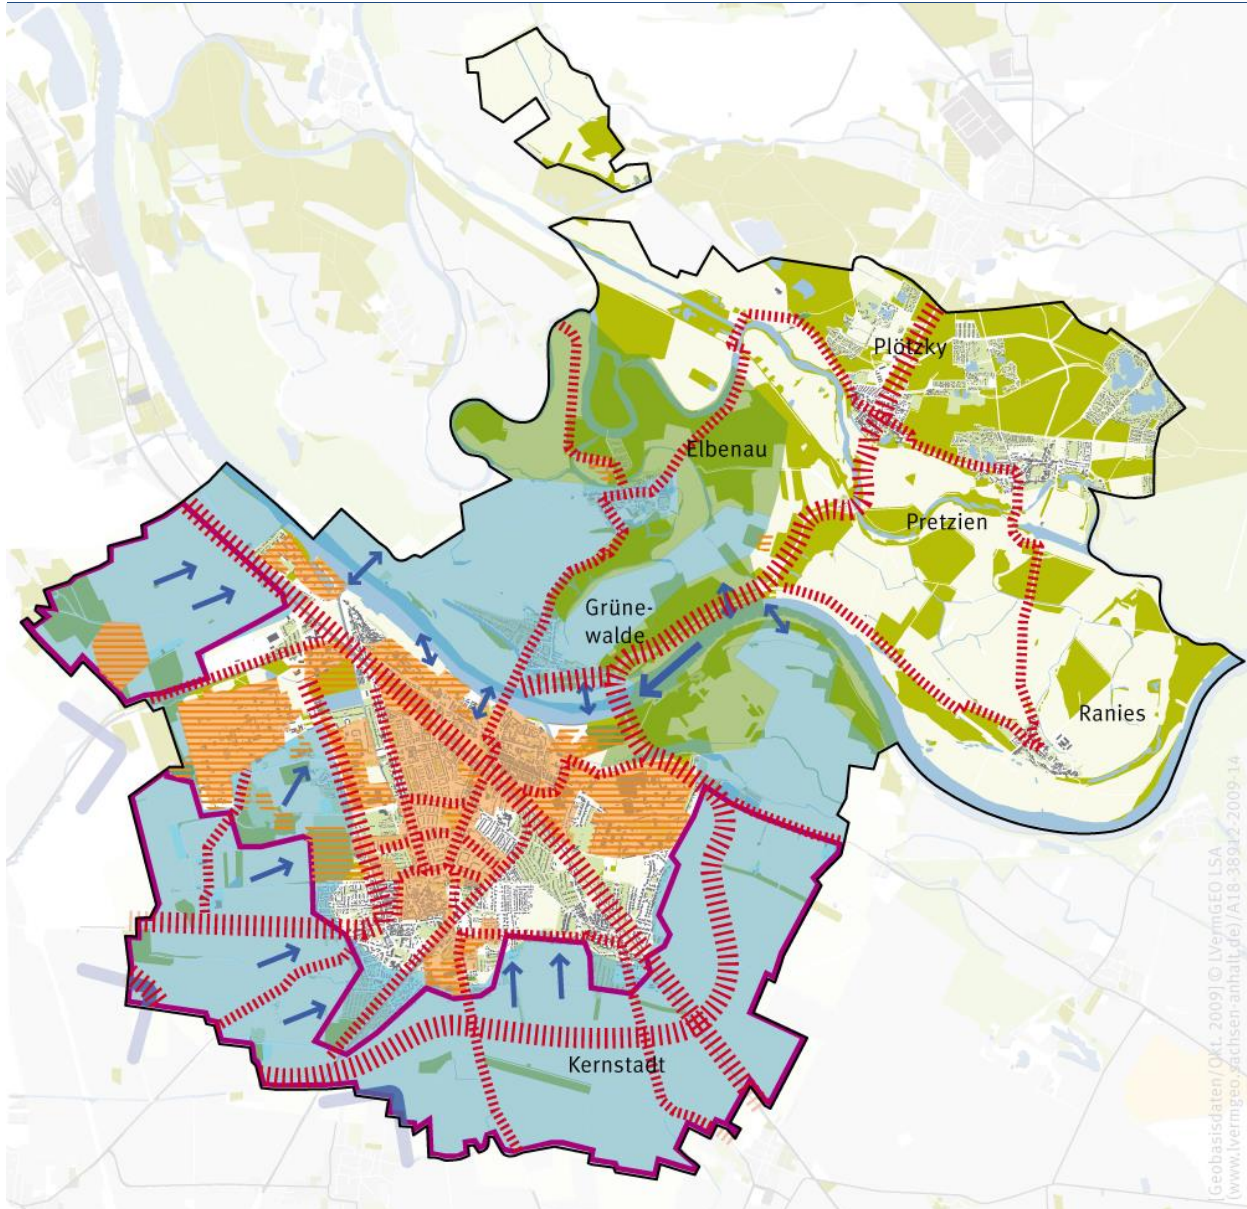 Plötzky
Elbenau
Pretzien
Grüne-
walde
Ranies
Kernstadt
[Geobasisdaten/Okt. 2009] © LVermGEO LSA
(www.lvermgeo.sachsen-anhalt.de)/A18-38912-2009-14